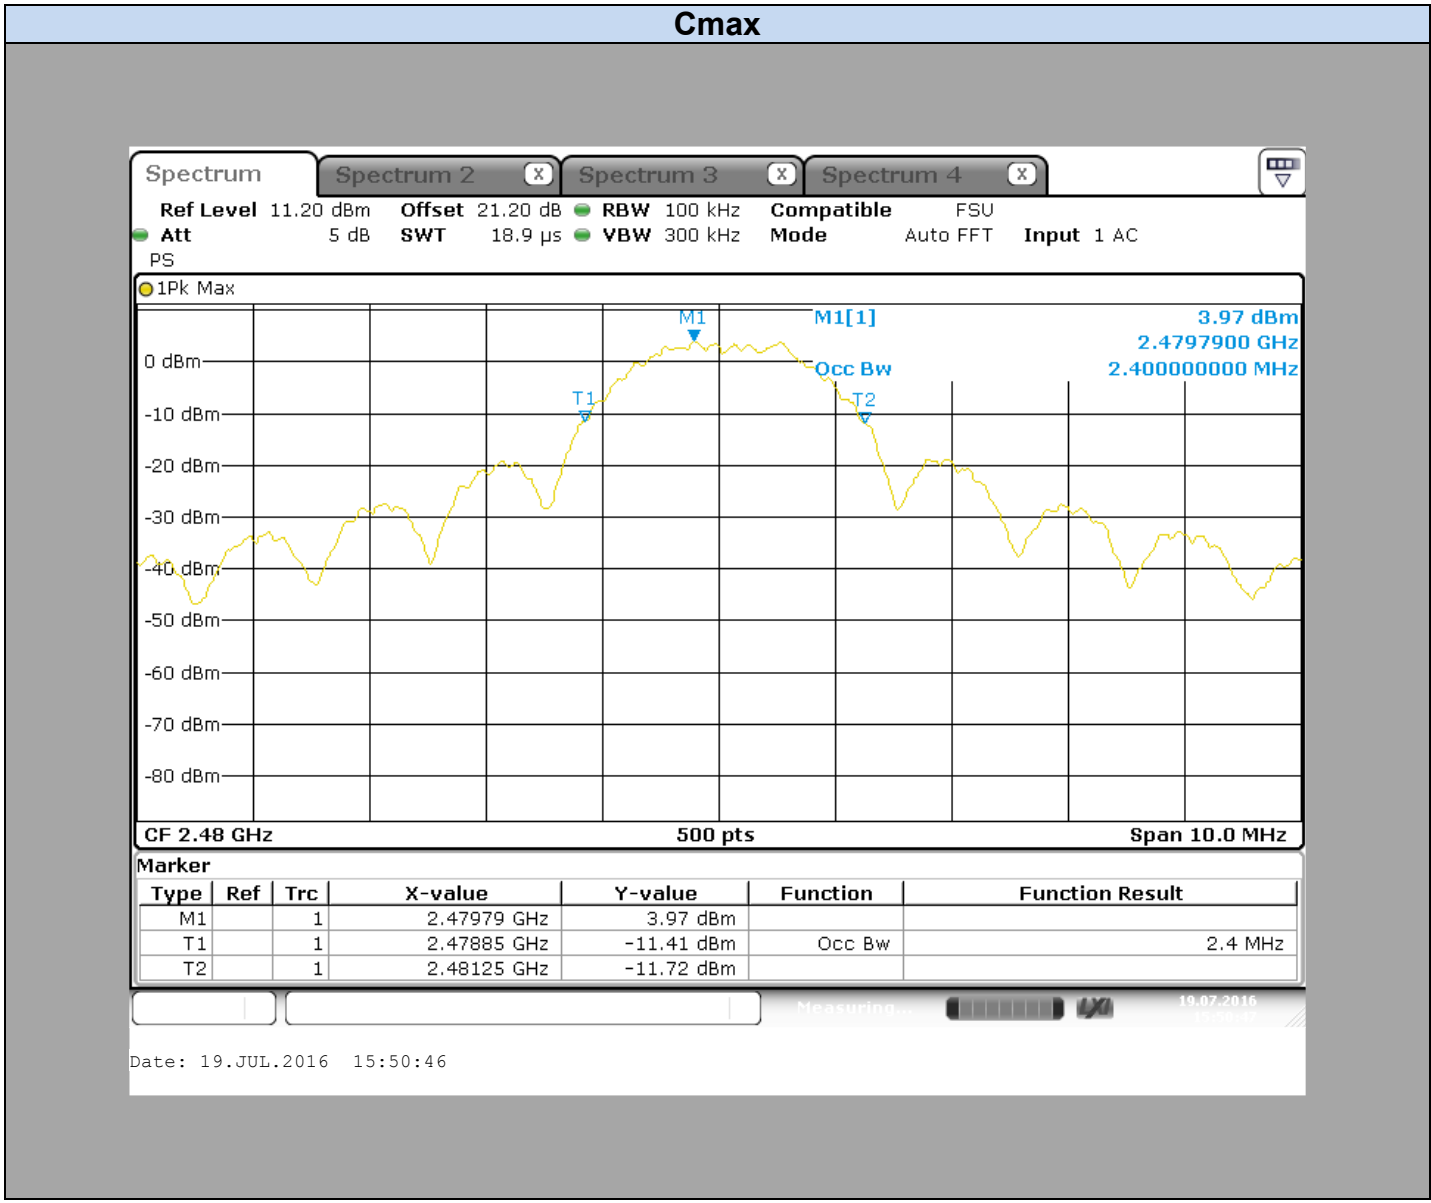 Cmax
Spectrum Spectrum 2 X Spectrum 3 X Spectrum 4 X
Ref Level 11.20 dBm Offset 21.20 dB RBW 100 kHz Compatible FSU
Att 5 dB SWT 18.9 µs VBW 300 kHz Mode Auto FFT Input 1 AC
PS
1Pk Max
M1 M1[1] 3.97 dBm
2.4797900 GHz
0 dBm
Occ Bw 2.400000000 MHz
T1 T2
-10 dBm
-20 dBm
-30 dBm
-40 dBm
-50 dBm
-60 dBm
-70 dBm
-80 dBm
CF 2.48 GHz 500 pts Span 10.0 MHz
Marker
Type Ref Trc X-value Y-value Function Function Result
M1 1 2.47979 GHz 3.97 dBm
T1 1 2.47885 GHz -11.41 dBm Occ Bw 2.4 MHz
T2 1 2.48125 GHz -11.72 dBm
Measuring... LXI 19.07.2016
Date: 19.JUL.2016 15:50:46